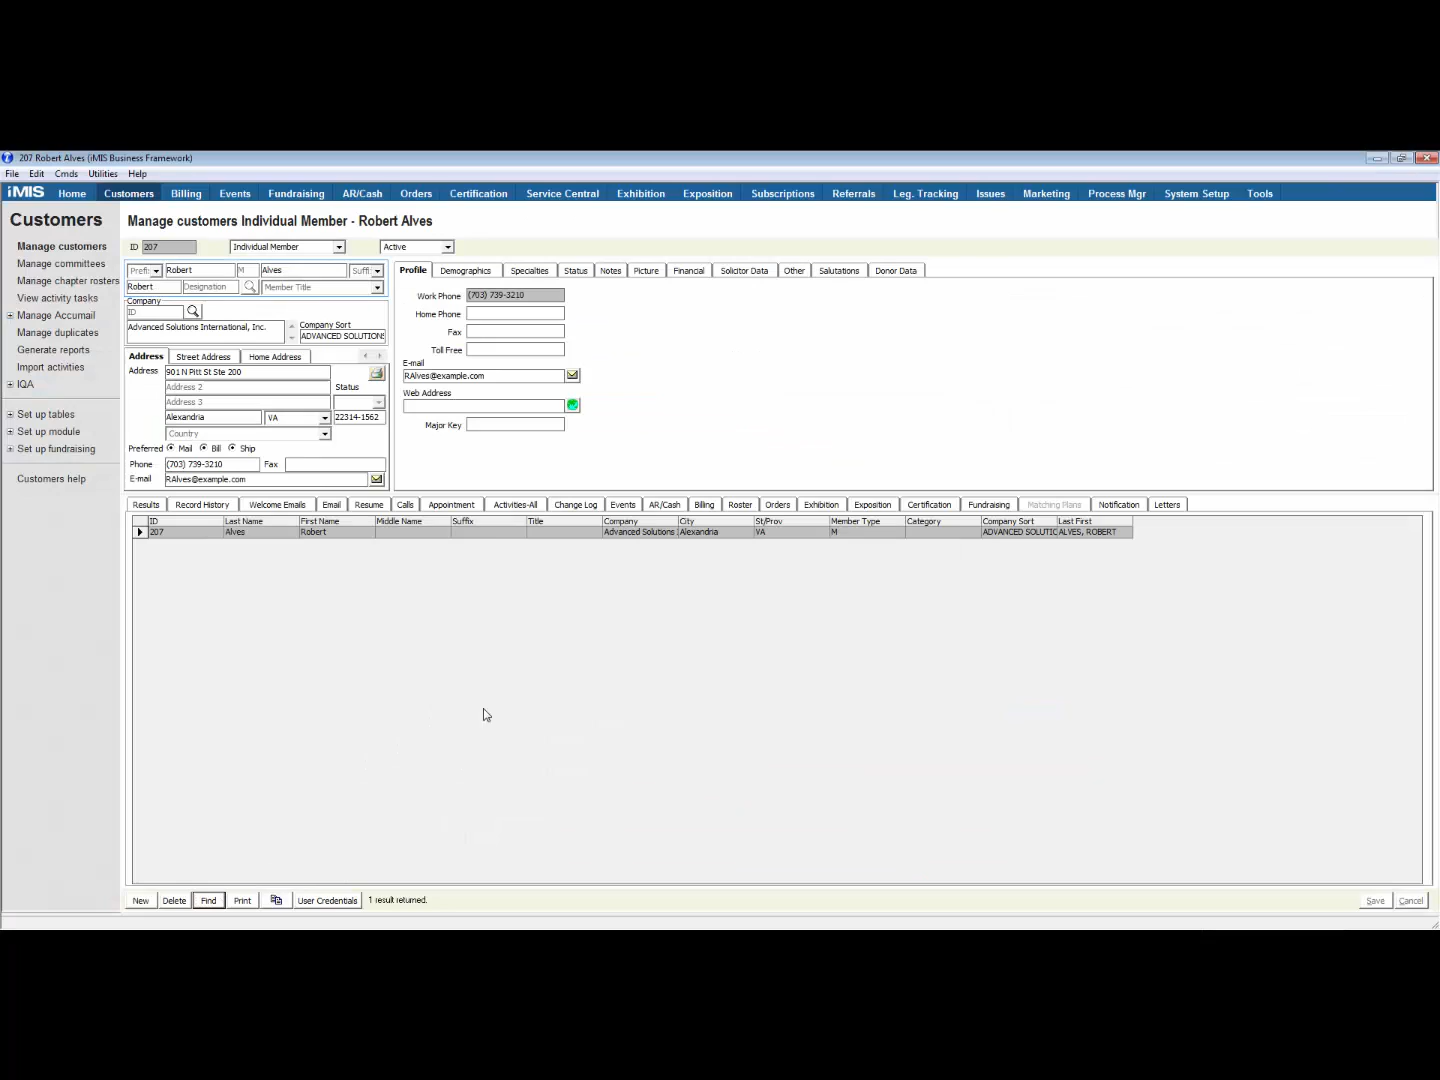 207 Robert Alves (iMIS Business Framework)
File Edit Cmds Utilities Help
iMIS Home Customers Billing Events Fundraising AR/Cash Orders Certification Service Central Exhibition Exposition Subscriptions Referrals Leg. Tracking Issues Marketing Process Mgr System Setup Tools
Customers
Manage customers
Manage committees
Manage chapter rosters
View activity tasks
Manage Accumail
Manage duplicates
Generate reports
Import activities
IQA
Set up tables
Set up module
Set up fundraising
Customers help
Manage customers Individual Member - Robert Alves
ID 207 Individual Member Active
Prefi: Robert M Alves Suffi:
Robert Designation Member Title
Company
ID
Advanced Solutions International, Inc. Company Sort
ADVANCED SOLUTIONS
Address Street Address Home Address
Address 901 N Pitt St Ste 200
Address 2 Status
Address 3
Alexandria VA 22314-1562
Country
Preferred Mail Bill Ship
Phone (703) 739-3210 Fax
E-mail RAlves@example.com
Profile Demographics Specialties Status Notes Picture Financial Solicitor Data Other Salutations Donor Data
Work Phone (703) 739-3210
Home Phone
Fax
Toll Free
E-mail
RAlves@example.com
Web Address
Major Key
Results Record History Welcome Emails Email Resume Calls Appointment Activities-All Change Log Events AR/Cash Billing Roster Orders Exhibition Exposition Certification Fundraising Matching Plans Notification Letters
ID Last Name First Name Middle Name Suffix Title Company City St/Prov Member Type Category Company Sort Last First
207 Alves Robert Advanced Solutions Alexandria VA M ADVANCED SOLUTIC ALVES, ROBERT
New Delete Find Print User Credentials 1 result returned. Save Cancel